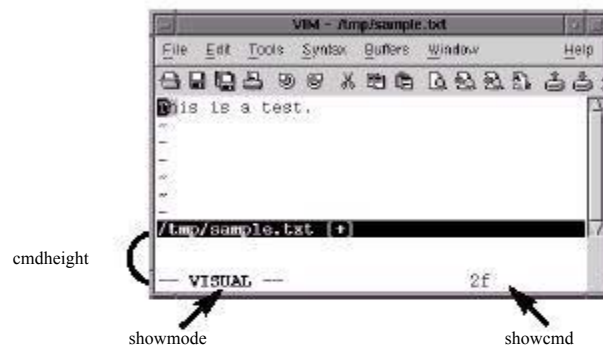 VIM - /tmp/sample.txt
File Edit Tools Syntax Buffers Window Help
This is a test.
~
~
~
~
~
/tmp/sample.txt [+]
cmdheight
-- VISUAL -- 2f
showmode showcmd